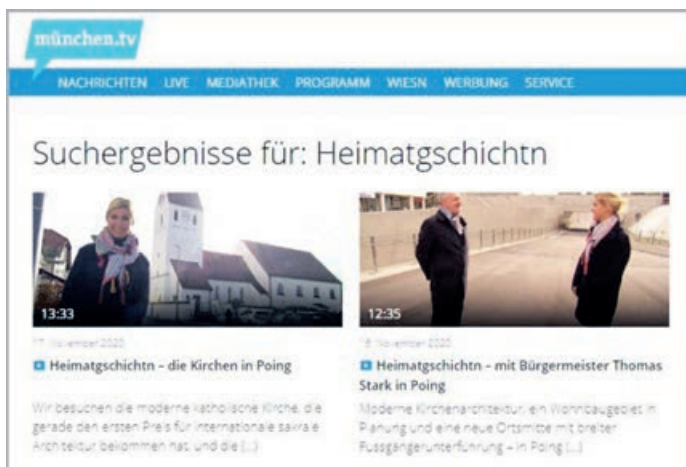 münchen.tv
NACHRICHTEN LIVE MEDIATHEK PROGRAMM WIESN WERBUNG SERVICE
Suchergebnisse für: Heimatgschichtn
13:33
17. November 2020
Heimatgschichtn – die Kirchen in Poing
Wir besuchen die moderne katholische Kirche, die
gerade den ersten Preis für internationale sakrale
Architektur bekommen hat, und die [...]
12:35
November 2020
Heimatgschichtn – mit Bürgermeister Thomas
Stark in Poing
Moderne Kirchenarchitektur, ein Wohnbaugebiet in
Planung und eine neue Ortsmitte mit breiter
Fussgängerunterführung – in Poing [...]